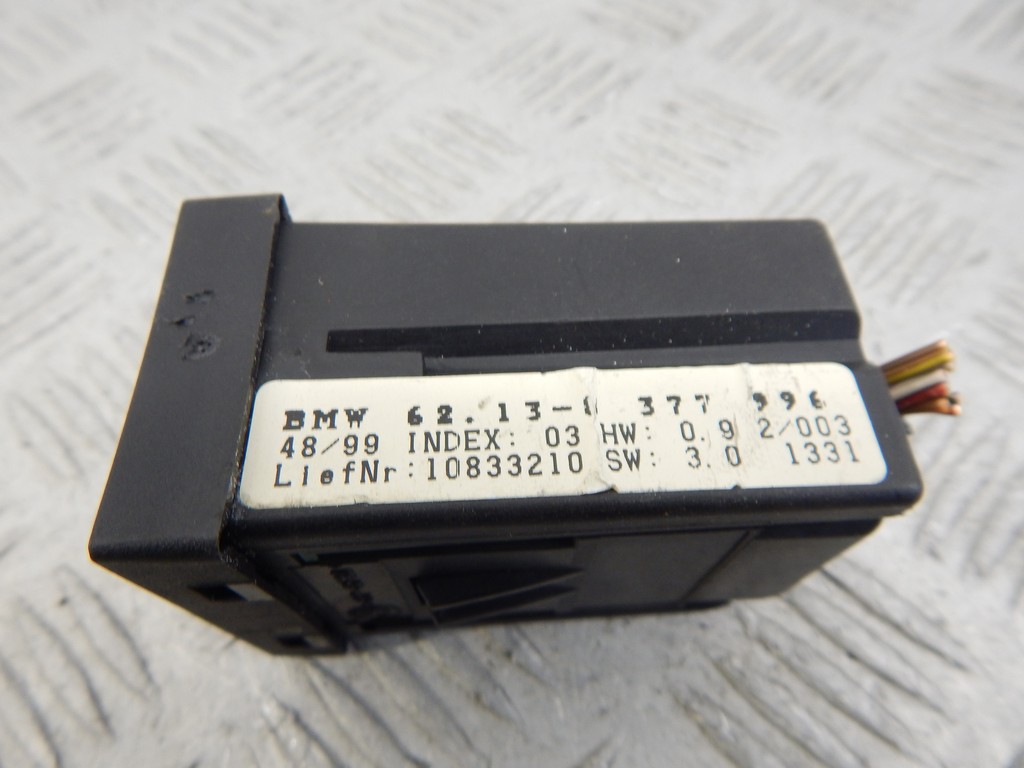 BMW 62.13-8 377 996
48/99 INDEX: 03 HW: 0.9 2/003
LiefNr:10833210 SW: 3.0 1331